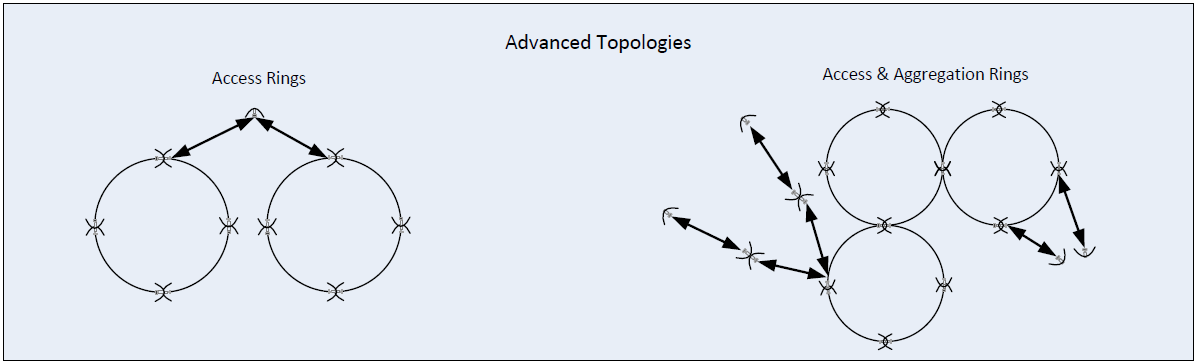 Advanced Topologies
Access Rings
Access & Aggregation Rings